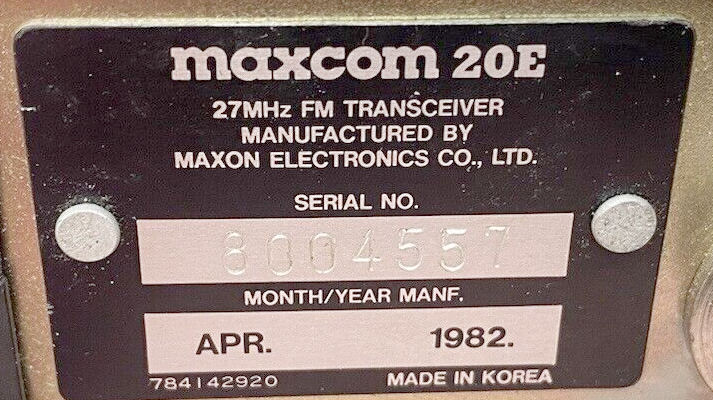 maxcom 20E
27MHz FM TRANSCEIVER
MANUFACTURED BY
MAXON ELECTRONICS CO., LTD.
SERIAL NO.
8004557
MONTH/YEAR MANF.
APR. 1982.
784142920 MADE IN KOREA